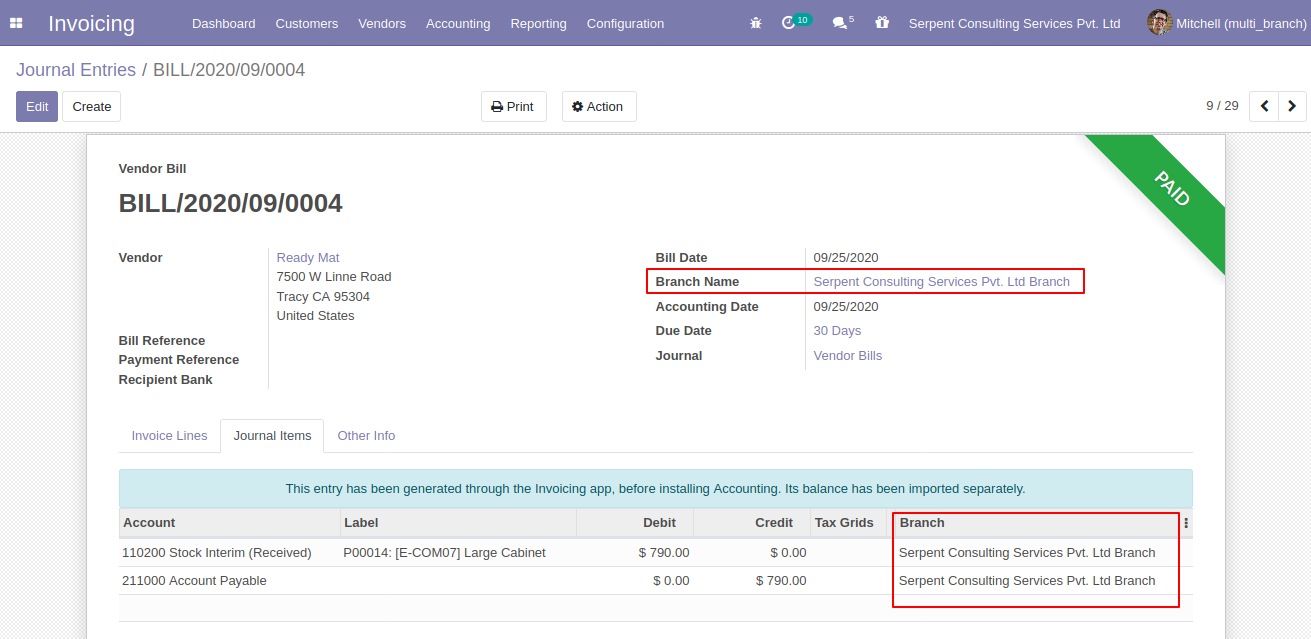 Invoicing Dashboard Customers Vendors Accounting Reporting Configuration 10 5 Serpent Consulting Services Pvt. Ltd Mitchell (multi_branch)
Journal Entries / BILL/2020/09/0004
Edit Create Print Action 9 / 29
Vendor Bill
PAID
BILL/2020/09/0004
Vendor Ready Mat Bill Date 09/25/2020
7500 W Linne Road Branch Name Serpent Consulting Services Pvt. Ltd Branch
Tracy CA 95304 Accounting Date 09/25/2020
United States Due Date 30 Days
Bill Reference
Payment Reference Journal Vendor Bills
Recipient Bank
Invoice Lines Journal Items Other Info
This entry has been generated through the Invoicing app, before installing Accounting. Its balance has been imported separately.
Account Label Debit Credit Tax Grids Branch
110200 Stock Interim (Received) P00014: [E-COM07] Large Cabinet $ 790.00 $ 0.00 Serpent Consulting Services Pvt. Ltd Branch
211000 Account Payable $ 0.00 $ 790.00 Serpent Consulting Services Pvt. Ltd Branch